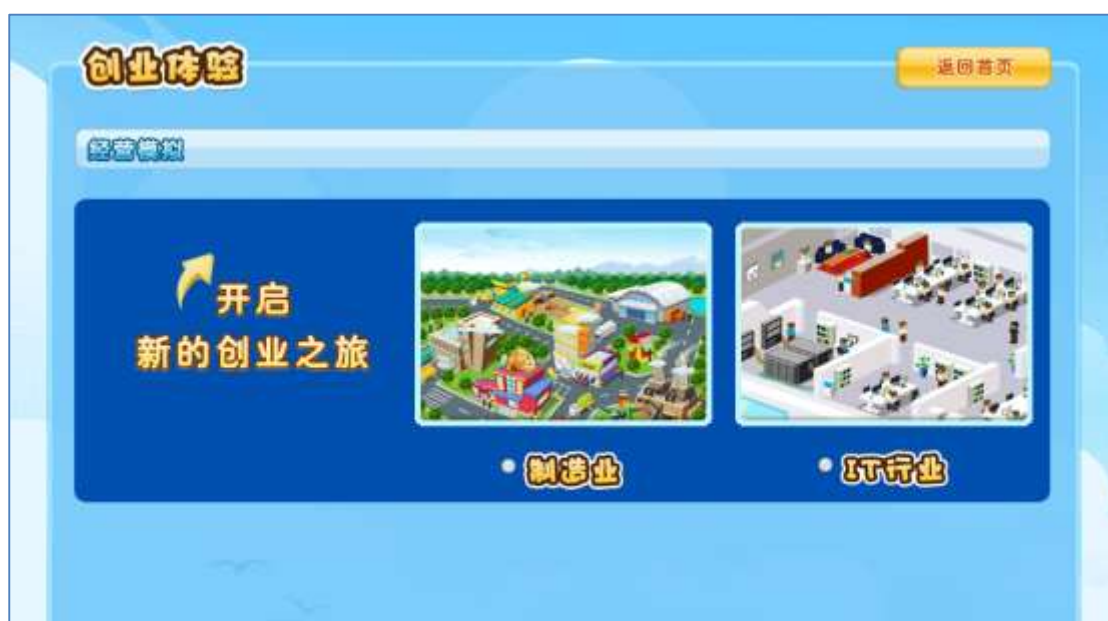 创业体验
返回首页
经营模拟
开启
新的创业之旅
制造业
IT行业